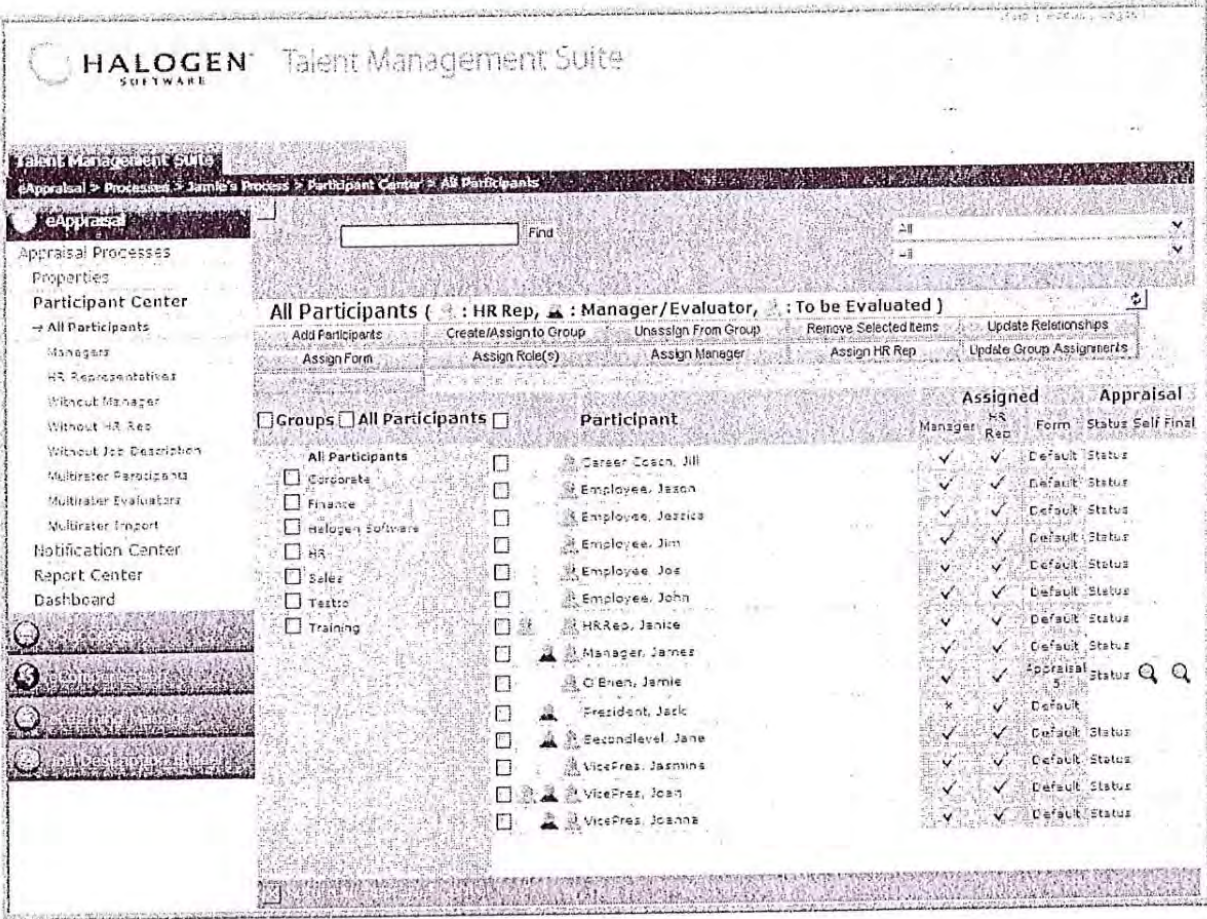 HALOGEN Talent Management Suite
SOFTWARE
Talent Management Suite
eAppraisal > Processes > Jamie's Process > Participant Center > All Participants
eAppraisal
Find
All
All
Appraisal Processes
Properties
Participant Center
→ All Participants
Managers
HR Representatives
Without Manager
Without HR Rep
Without Job Description
Multirater Participants
Multirater Evaluators
Multirater Import
Notification Center
Report Center
Dashboard
eSuccession
eCompensation
eLearning Manager
Job Description Builder
All Participants ( : HR Rep, : Manager/Evaluator, : To be Evaluated )
Add Participants Create/Assign to Group Unassign From Group Remove Selected Items Update Relationships
Assign Form Assign Role(s) Assign Manager Assign HR Rep Update Group Assignments
Groups All Participants Participant Assigned Appraisal
Manager HR Rep Form Status Self Final
All Participants
Corporate
Finance
Halogen Software
HR
Sales
Testro
Training
Career Coach, Jill ✓ ✓ Default Status
Employee, Jason ✓ ✓ Default Status
Employee, Jessica ✓ ✓ Default Status
Employee, Jim ✓ ✓ Default Status
Employee, Joe ✓ ✓ Default Status
Employee, John ✓ ✓ Default Status
HRRep, Janice ✓ ✓ Default Status
Manager, James ✓ ✓ Default Status
O'Brien, Jamie ✓ ✓ Appraisal 5 Status
President, Jack × ✓ Default
Secondlevel, Jane ✓ ✓ Default Status
VicePres, Jasmine ✓ ✓ Default Status
VicePres, Joan ✓ ✓ Default Status
VicePres, Joanna ✓ ✓ Default Status